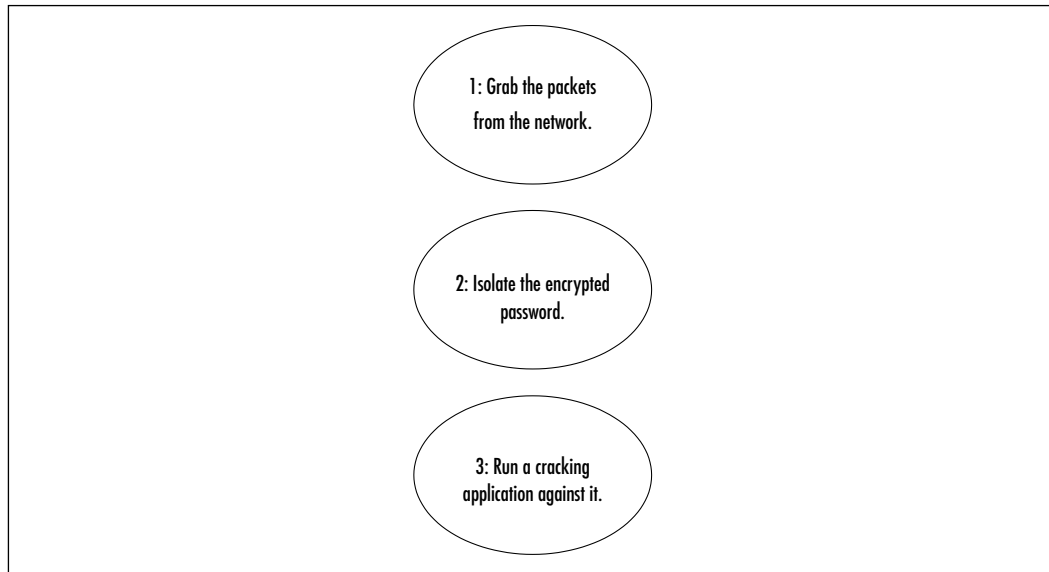 1: Grab the packets
from the network.
2: Isolate the encrypted
password.
3: Run a cracking
application against it.